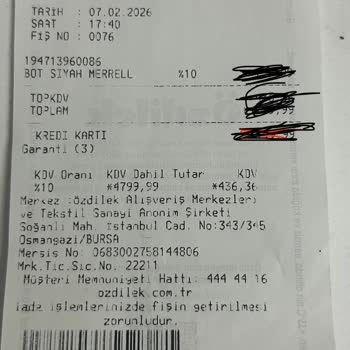 TARİH : 07.02.2026
SAAT : 17:40
FİŞ NO : 0076
194713960086
BOT SİYAH MERRELL %10
TOPKDV
TOPLAM
KREDİ KARTI
Garanti (3)
KDV Oranı KDV Dahil Tutar KDV
%10 *4799,99 *436,36
Merkez :özdilek Alışveriş Merkezleri
ve Tekstil Sanayi Anonim Şirketi
Soğanlı Mah. İstanbul Cad. No:343/345
Osmangazi/BURSA
Mersis No: 0683002758144806
Mrk.Tic.Sic.No. 22211
Müşteri Memnuniyeti Hattı: 444 44 16
ozdilek.com.tr
iade işlemlerinizde fişin getirilmesi
zorunludur.